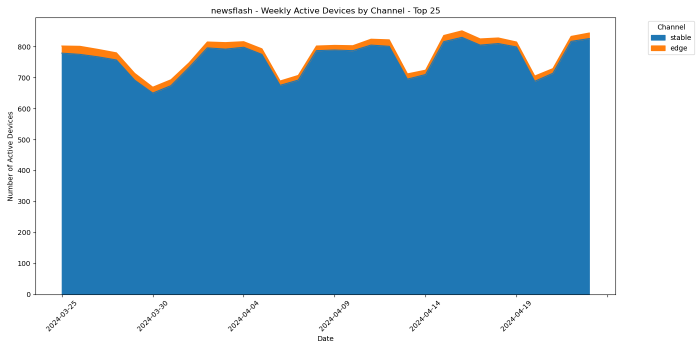 newsflash - Weekly Active Devices by Channel - Top 25
Channel
stable
edge
Number of Active Devices
800
700
600
500
400
300
200
100
0
2024-03-25
2024-03-30
2024-04-04
2024-04-09
2024-04-14
2024-04-19
Date